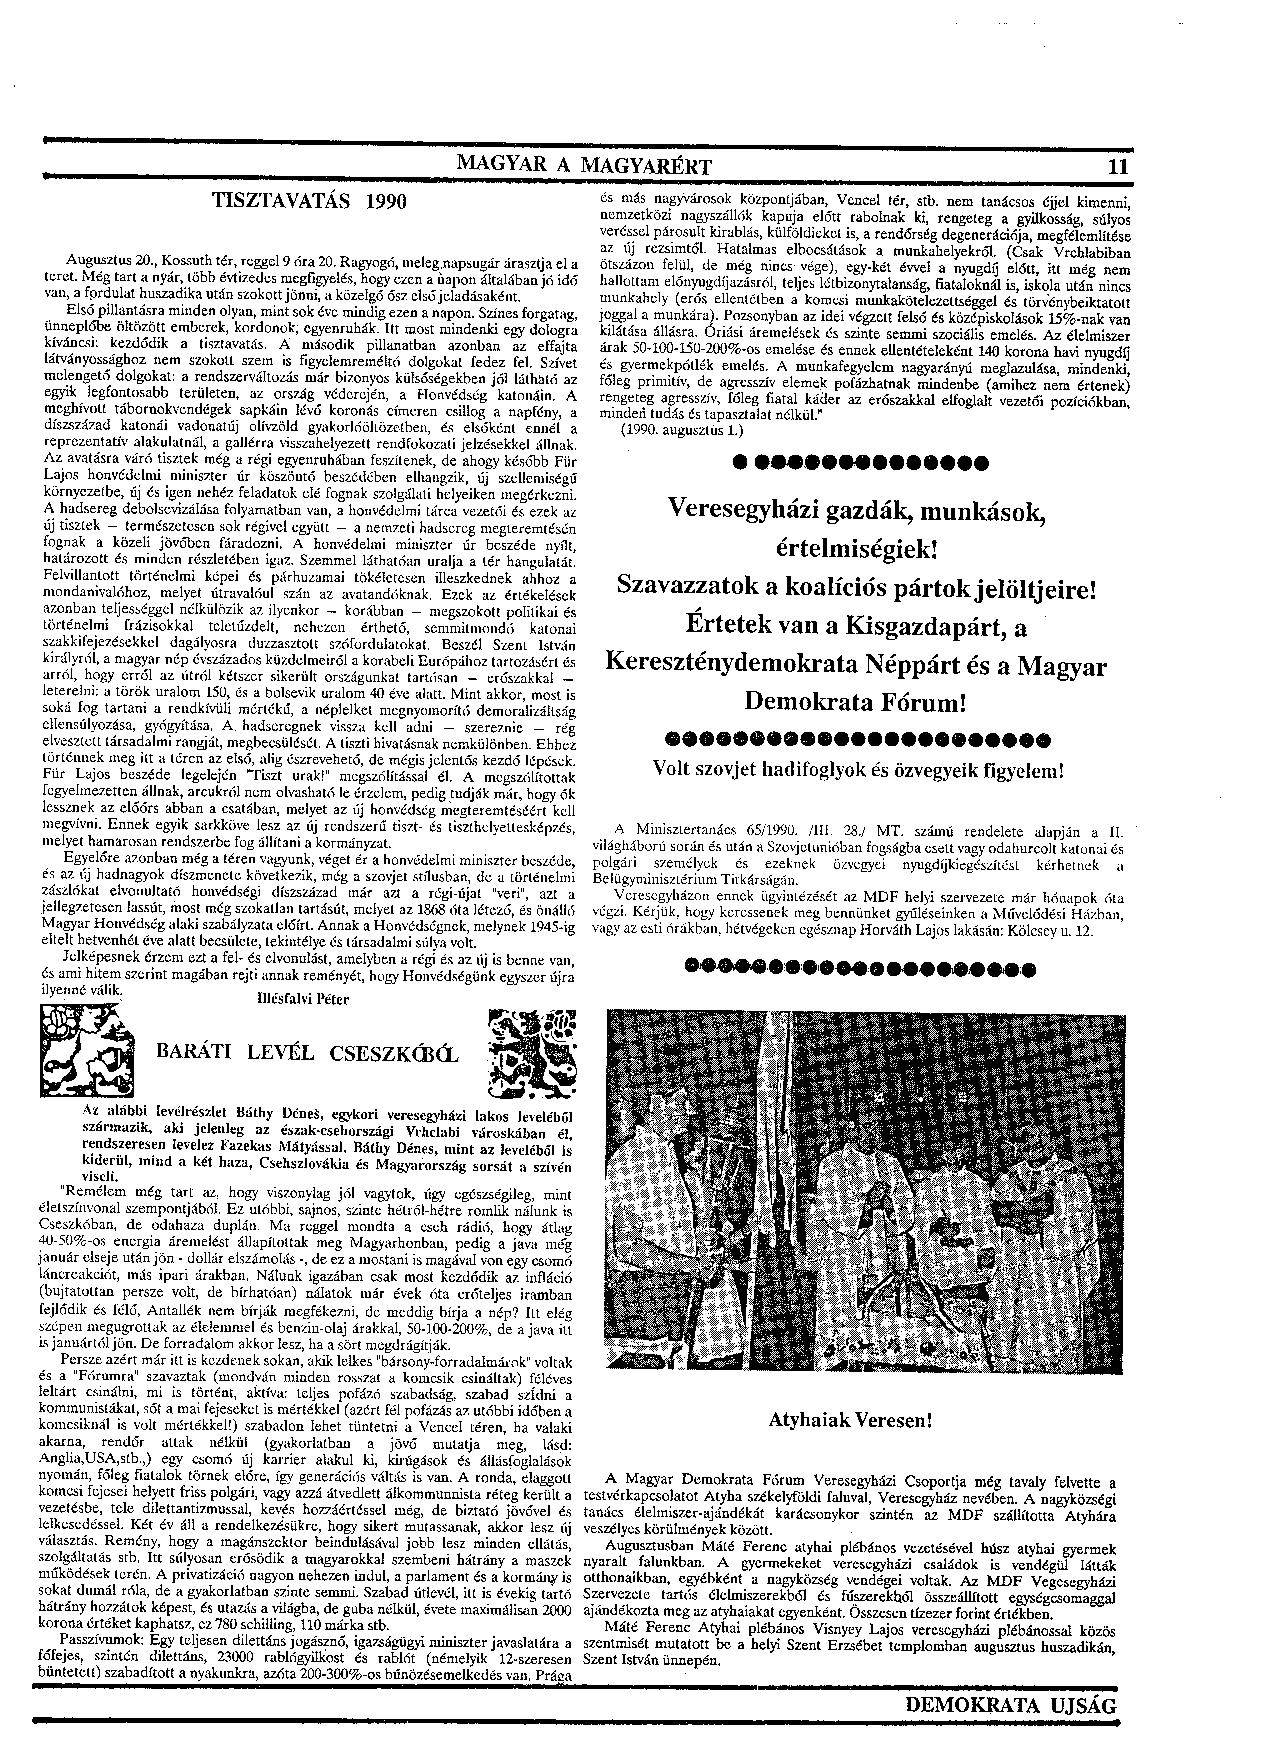 MAGYAR A MAGYARÉRT 11
TISZTAVATÁS 1990
Augusztus 20., Kossuth tér, reggel 9 óra 20. Ragyogó, meleg napsugár árasztja el a
teret. Még tart a nyár, több évtizedes megfigyelés, hogy ezen a napon általában jó idő
van, a fordulat huszadika után szokott jönni, a közelgő ősz első jeladásaként.
Első pillantásra minden olyan, mint sok éve mindig ezen a napon. Színes forgatag,
ünneplőbe öltözött emberek, kordonok, egyenruhák. Itt most mindenki egy dologra
kíváncsi: kezdődik a tisztavatás. A második pillanatban azonban az effajta
látványossághoz nem szokott szem is figyelemreméltó dolgokat fedez fel. Szívet
melengető dolgokat: a rendszerváltozás már bizonyos külsőségekben jól látható az
egyik legfontosabb területen, az ország véderején, a Honvédség katonáin. A
meghívott tábornokvendégek sapkáin lévő koronás címeren csillog a napfény, a
díszszázad katonái vadonatúj olívzöld gyakorlóöltözetben, és elsőként ennél a
reprezentatív alakulatnál, a gallérra visszahelyezett rendfokozati jelzésekkel állnak.
Az avatásra váró tisztek még a régi egyenruhában feszítenek, de ahogy később Für
Lajos honvédelmi miniszter úr köszöntő beszédében elhangzik, új szellemiségű
környezetbe, új és igen nehéz feladatok elé fognak szolgálati helyeiken megérkezni.
A hadsereg debolsevizálása folyamatban van, a honvédelmi tárca vezetői és ezek az
új tisztek — természetesen sok régivel együtt — a nemzeti hadsereg megteremtésén
fognak a közeli jövőben fáradozni. A honvédelmi miniszter úr beszéde nyílt,
határozott és minden részletében igaz. Szemmel láthatóan uralja a tér hangulatát.
Felvillantott történelmi képei és párhuzamai tökéletesen illeszkednek ahhoz a
mondanivalóhoz, melyet útravalóul szán az avatandóknak. Ezek az értékelések
azonban teljességgel nélkülözik az ilyenkor — korábban — megszokott politikai és
történelmi frázisokkal teletűzdelt, nehezen érthető, semmitmondó katonai
szakkifejezésekkel dagályosra duzzasztott szófordulatokat. Beszél Szent István
királyról, a magyar nép évszázados küzdelmeiről a korabeli Európához tartozásért és
arról, hogy erről az útról kétszer sikerült országunkat tartósan — erőszakkal —
leterelni: a török uralom 150, és a bolsevik uralom 40 éve alatt. Mint akkor, most is
soká fog tartani a rendkívüli mértékű, a néplelket megnyomorító demoralizáltság
ellensúlyozása, gyógyítása. A hadseregnek vissza kell adni — szereznie — rég
elvesztett társadalmi rangját, megbecsülését. A tiszti hivatásnak nemkülönben. Ehhez
történnek meg itt a téren az első, alig észrevehető, de mégis jelentős kezdő lépések.
Für Lajos beszéde legelején "Tiszt urak!" megszólítással él. A megszólítottak
fegyelmezetten állnak, arcukról nem olvasható le érzelem, pedig tudják már, hogy ők
lessznek az előörs abban a csatában, melyet az új honvédség megteremtéséért kell
megvívni. Ennek egyik sarkköve lesz az új rendszerű tiszt- és tiszthelyettesképzés,
melyet hamarosan rendszerbe fog állítani a kormányzat.
Egyelőre azonban még a téren vagyunk, véget ér a honvédelmi miniszter beszéde,
és az új hadnagyok díszmenete következik, még a szovjet stílusban, de a történelmi
zászlókat elvonultató honvédségi díszszázad már azt a régi-újat "veri", azt a
jellegzetesen lassút, most még szokatlan tartásút, melyet az 1868 óta létező, és önálló
Magyar Honvédség alaki szabályzata előírt. Annak a Honvédségnek, melynek 1945-ig
eltelt hetvenhét éve alatt becsülete, tekintélye és társadalmi súlya volt.
Jelképesnek érzem ezt a fel- és elvonulást, amelyben a régi és az új is benne van,
és ami hitem szerint magában rejti annak reményét, hogy Honvédségünk egyszer újra
ilyenné válik.
Illésfalvi Péter
BARÁTI LEVÉL CSESZKÓBÓL
Az alábbi levélrészlet Báthy Dénes, egykori veresegyházi lakos leveléből
származik, aki jelenleg az észak-csehországi Vrhclabi városkában él,
rendszeresen levelez Fazekas Mátyással. Báthy Dénes, mint az leveléből is
kiderül, mind a két haza, Csehszlovákia és Magyarország sorsát a szívén
viseli.
"Remélem még tart az, hogy viszonylag jól vagytok, úgy egészségileg, mint
életszínvonal szempontjából. Ez utóbbi, sajnos, szinte hétről-hétre romlik nálunk is
Cseszkóban, de odahaza duplán. Ma reggel mondta a cseh rádió, hogy átlag
40-50%-os energia áremelést állapítottak meg Magyarhonban, pedig a java még
január elseje után jön - dollár elszámolás -, de ez a mostani is magával von egy csomó
láncreakciót, más ipari árakban. Nálunk igazában csak most kezdődik az infláció
(bujtatottan persze volt, de bírhatóan) nálatok már évek óta erőteljes iramban
fejlődik és félő, Antallék nem bírják megfékezni, de meddig bírja a nép? Itt elég
szépen megugrottak az élelemmel és benzin-olaj árakkal, 50-100-200%, de a java itt
is januártól jön. De forradalom akkor lesz, ha a sört megdrágítják.
Persze azért már itt is kezdenek sokan, akik lelkes "bársony-forradalmárok" voltak
és a "Fórumra" szavaztak (mondván minden rosszat a komcsik csináltak) féléves
leltárt csinálni, mi is történt, aktíva: teljes pofázó szabadság, szabad szidni a
kommunistákat, sőt a mai fejeseket is mértékkel (azért fél pofázás az utóbbi időben a
komcsiknál is volt mértékkel!) szabadon lehet tüntetni a Vencel téren, ha valaki
akarna, rendőr attak nélkül (gyakorlatban a jövő mutatja meg, lásd:
Anglia,USA,stb.,) egy csomó új karrier alakul ki, kirúgások és állásfoglalások
nyomán, főleg fiatalok törnek előre, így generációs váltás is van. A ronda, elaggott
komcsi fejesei helyett friss polgári, vagy azzá átvedlett álkommunista réteg került a
vezetésbe, tele dilettantizmussal, kevés hozzáértéssel még, de biztató jövővel és
lelkesedéssel. Két év áll a rendelkezésükre, hogy sikert mutassanak, akkor lesz új
választás. Remény, hogy a magánszektor beindulásával jobb lesz minden ellátás,
szolgáltatás stb. Itt súlyosan erősödik a magyarokkal szembeni hátrány a maszek
működések terén. A privatizáció nagyon nehezen indul, a parlament és a kormány is
sokat dumál róla, de a gyakorlatban szinte semmi. Szabad útlevél, itt is évekig tartó
hátrány hozzátok képest, és utazás a világba, de guba nélkül, évete maximálisan 2000
korona értéket kaphatsz, ez 780 schilling, 110 márka stb.
Passzívumok: Egy teljesen dilettáns jogásznő, igazságügyi miniszter javaslatára a
főfejes, szintén dilettáns, 23000 rablógyilkost és rablót (némelyik 12-szeresen
büntetett) szabadított a nyakunkra, azóta 200-300%-os bűnözésemelkedés van. Prága
és más nagyvárosok központjában, Vencel tér, stb. nem tanácsos éjjel kimenni,
nemzetközi nagyszállók kapuja előtt rabolnak ki, rengeteg a gyilkosság, súlyos
veréssel párosult kirablás, külföldieket is, a rendőrség degenerációja, megfélemlítése
az új rezsimtől. Hatalmas elbocsátások a munkahelyekről. (Csak Vrchlabiban
ötszázon felül, de még nincs vége), egy-két évvel a nyugdíj előtt, itt még nem
hallottam előnyugdíjazásról, teljes létbizonytalanság, fiataloknál is, iskola után nincs
munkahely (erős ellentétben a komcsi munkakötelezettséggel és törvénybeiktatott
joggal a munkára). Pozsonyban az idei végzett felső és középiskolások 15%-nak van
kilátása állásra. Óriási áremelések és szinte semmi szociális emelés. Az élelmiszer
árak 50-100-150-200%-os emelése és ennek ellentételeként 140 korona havi nyugdíj
és gyermekpótlék emelés. A munkafegyelem nagyarányú meglazulása, mindenki,
főleg primitív, de agresszív elemek pofázhatnak mindenbe (amihez nem értenek)
rengeteg agresszív, főleg fiatal káder az erőszakkal elfoglalt vezetői pozíciókban,
minden tudás és tapasztalat nélkül."
(1990. augusztus 1.)
Veresegyházi gazdák, munkások,
értelmiségiek!
Szavazzatok a koalíciós pártok jelöltjeire!
Értetek van a Kisgazdapárt, a
Kereszténydemokrata Néppárt és a Magyar
Demokrata Fórum!
Volt szovjet hadifoglyok és özvegyeik figyelem!
A Minisztertanács 65/1990. /III. 28./ MT. számú rendelete alapján a II.
világháború során és után a Szovjetunióban fogságba esett vagy odahurcolt katonai és
polgári személyek és ezeknek özvegyei nyugdíjkiegészítést kérhetnek a
Belügyminisztérium Titkárságán.
Veresegyházon ennek ügyintézését az MDF helyi szervezete már hónapok óta
végzi. Kérjük, hogy keressenek meg bennünket gyűléseinken a Művelődési Házban,
vagy az esti órákban, hétvégeken egésznap Horváth Lajos lakásán: Kölcsey u. 12.
Atyhaiak Veresen!
A Magyar Demokrata Fórum Veresegyházi Csoportja még tavaly felvette a
testvérkapcsolatot Atyha székelyföldi faluval, Veresegyház nevében. A nagyközségi
tanács élelmiszer-ajándékát karácsonykor szintén az MDF szállította Atyhára
veszélyes körülmények között.
Augusztusban Máté Ferenc atyhai plébános vezetésével húsz atyhai gyermek
nyaralt falunkban. A gyermekeket veresegyházi családok is vendégül látták
otthonaikban, egyébként a nagyközség vendégei voltak. Az MDF Vegesegyházi
Szervezete tartós élelmiszerekből és fűszerekből összeállított egységcsomaggal
ajándékozta meg az atyhaiakat egyenként. Összesen tízezer forint értékben.
Máté Ferenc Atyhai plébános Visnyey Lajos veresegyházi plébánossal közös
szentmisét mutatott be a helyi Szent Erzsébet templomban augusztus huszadikán,
Szent István ünnepén.
DEMOKRATA UJSÁG